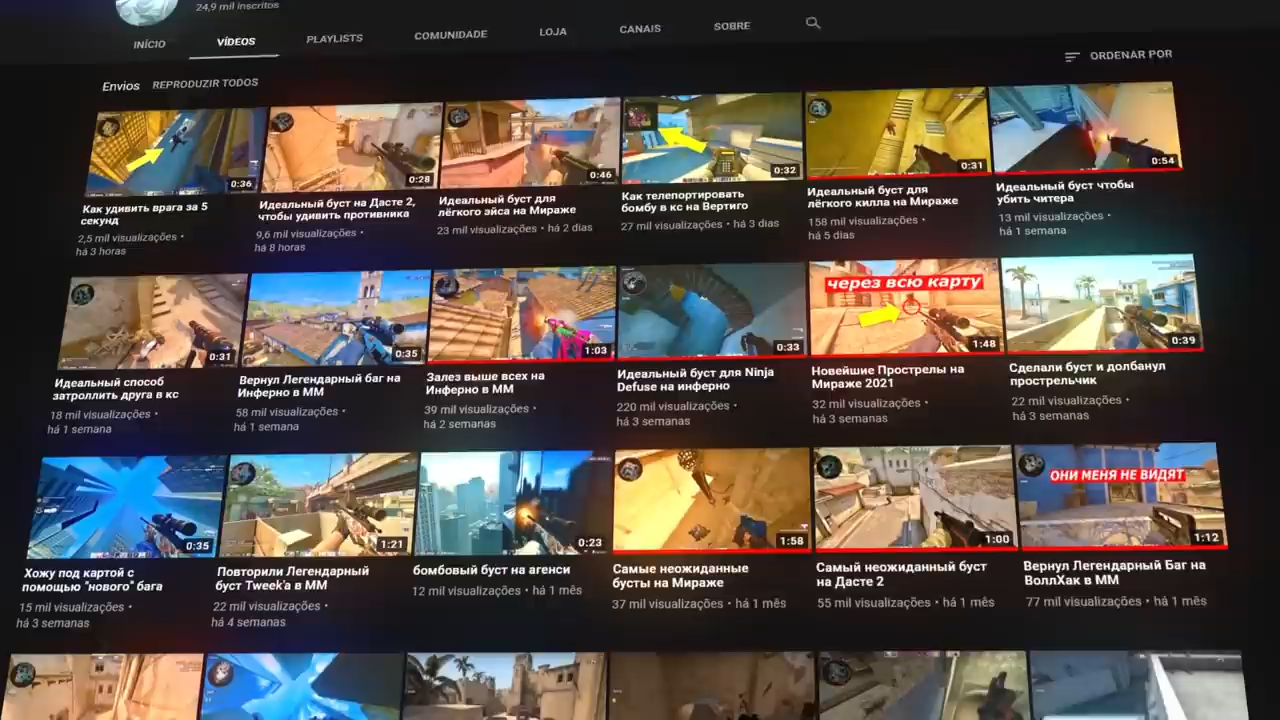 24,9 mil inscritos
INÍCIO
VÍDEOS
PLAYLISTS
COMUNIDADE
LOJA
CANAIS
SOBRE
Envios
REPRODUZIR TODOS
ORDENAR POR
0:36
0:28
0:46
0:32
0:31
0:54
Как удивить врага за 5
секунд
2,5 mil visualizações •
há 3 horas
Идеальный буст на Дасте 2,
чтобы удивить противника
9,6 mil visualizações •
há 8 horas
Идеальный буст для
лёгкого эйса на Мираже
23 mil visualizações • há 2 dias
Как телепортировать
бомбу в кс на Вертиго
27 mil visualizações • há 3 dias
Идеальный буст для
лёгкого килла на Мираже
158 mil visualizações •
há 5 dias
Идеальный буст чтобы
убить читера
13 mil visualizações •
há 1 semana
через всю карту
0:31
0:35
1:03
0:33
1:48
0:39
Идеальный способ
затроллить друга в кс
18 mil visualizações •
há 1 semana
Вернул Легендарный баг на
Инферно в ММ
58 mil visualizações •
há 1 semana
Залез выше всех на
Инферно в ММ
39 mil visualizações •
há 2 semanas
Идеальный буст для Ninja
Defuse на инферно
220 mil visualizações •
há 3 semanas
Новейшие Прострелы на
Мираже 2021
32 mil visualizações •
há 3 semanas
Сделали буст и долбанул
прострельчик
22 mil visualizações •
há 3 semanas
ОНИ МЕНЯ НЕ ВИДЯТ
0:35
1:21
0:23
1:58
1:00
1:12
Хожу под картой с
помощью "нового" бага
15 mil visualizações •
há 3 semanas
Повторили Легендарный
буст Tweek'a в ММ
22 mil visualizações •
há 4 semanas
бомбовый буст на агенси
12 mil visualizações • há 1 mês
Самые неожиданные
бусты на Мираже
37 mil visualizações • há 1 mês
Самый неожиданный буст
на Дасте 2
55 mil visualizações • há 1 mês
Вернул Легендарный Баг на
ВоллХак в ММ
77 mil visualizações • há 1 mês